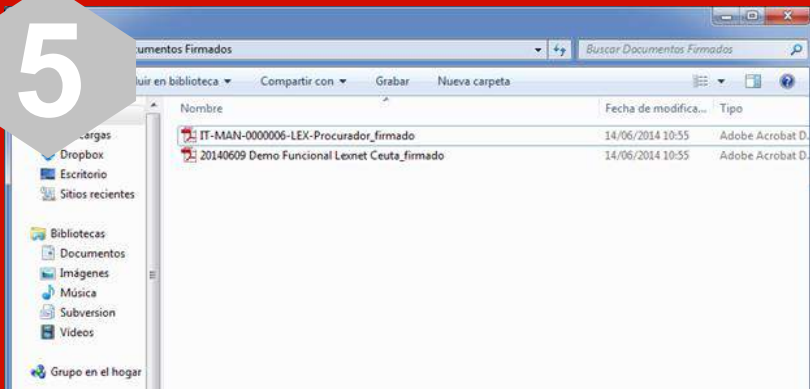 5
umentos Firmados
Buscar Documentos Firmados
uir en biblioteca
Compartir con
Grabar
Nueva carpeta
Nombre
Fecha de modifica...
Tipo
cargas
IT-MAN-0000006-LEX-Procurador_firmado
14/06/2014 10:55
Adobe Acrobat D.
Dropbox
20140609 Demo Funcional Lexnet Ceuta_firmado
14/06/2014 10:55
Adobe Acrobat D.
Escritorio
Sitios recientes
Bibliotecas
Documentos
Imágenes
Música
Subversion
Vídeos
Grupo en el hogar